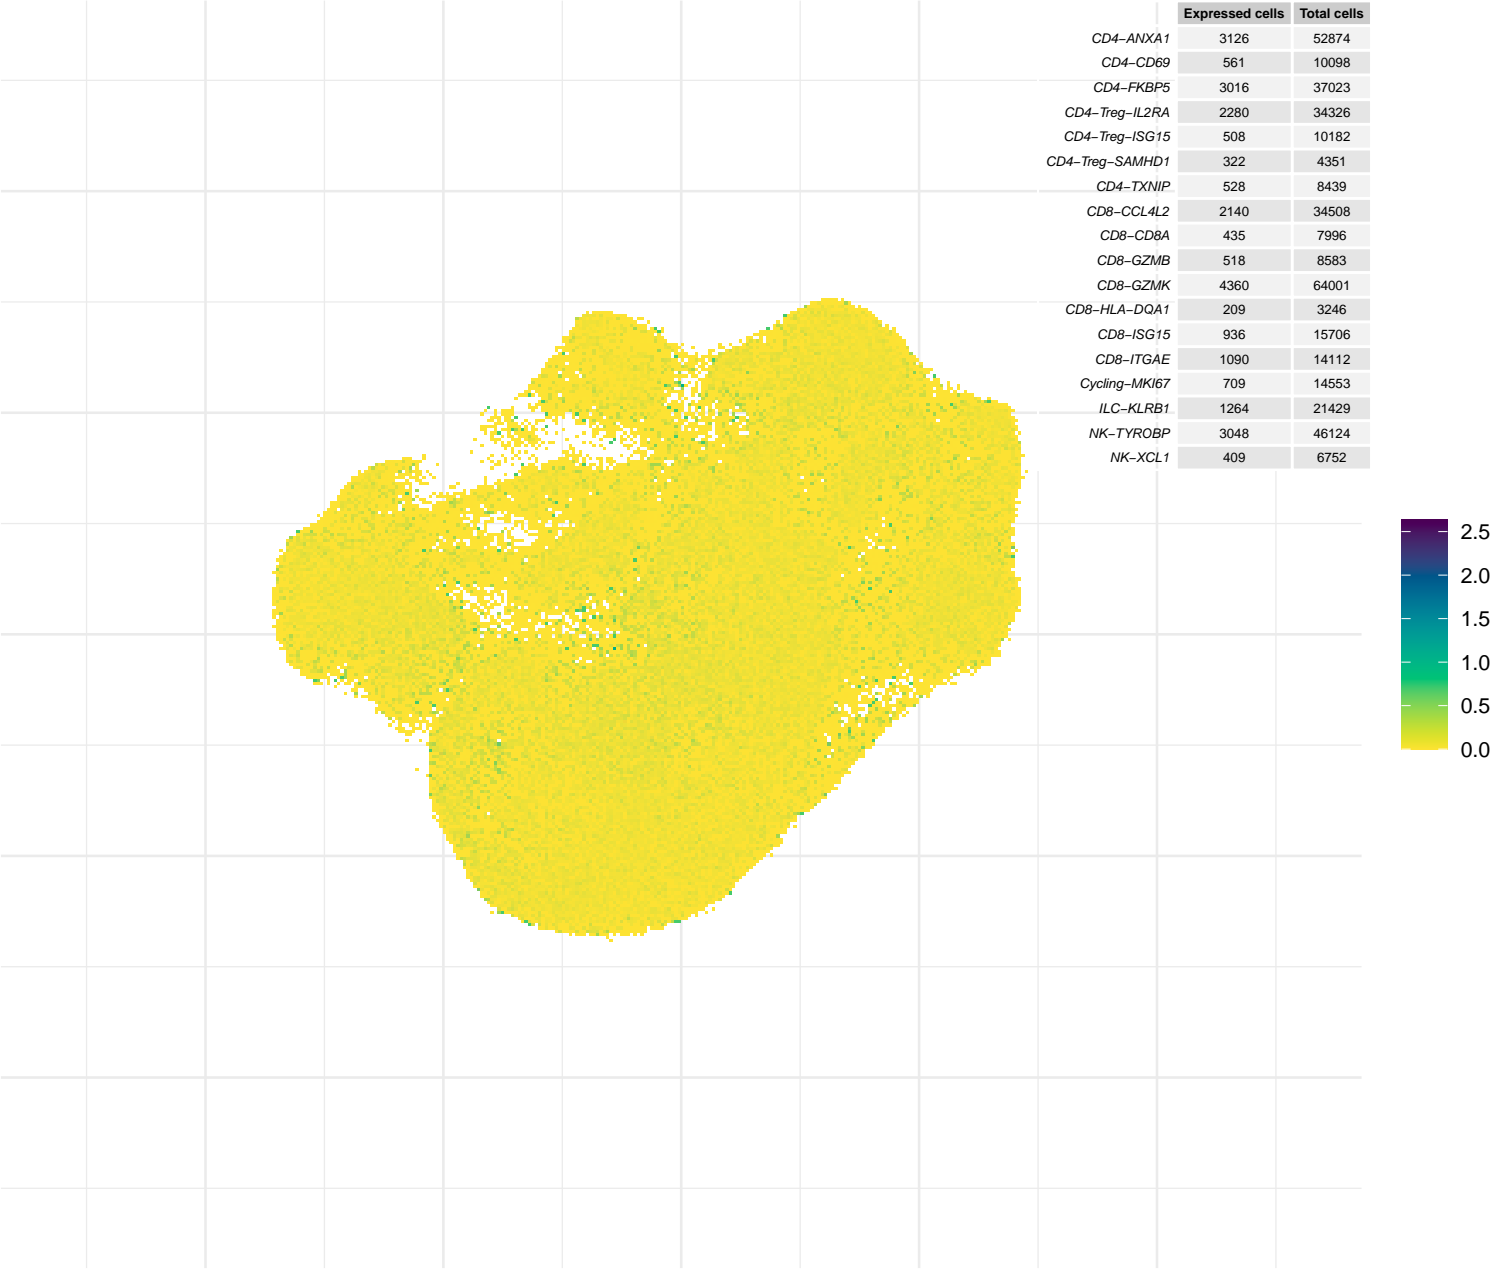 Expressed cells Total cells
CD4−ANXA1 3126 52874
CD4−CD69 561 10098
CD4−FKBP5 3016 37023
CD4−Treg−IL2RA 2280 34326
CD4−Treg−ISG15 508 10182
CD4−Treg−SAMHD1 322 4351
CD4−TXNIP 528 8439
CD8−CCL4L2 2140 34508
CD8−CD8A 435 7996
CD8−GZMB 518 8583
CD8−GZMK 4360 64001
CD8−HLA−DQA1 209 3246
CD8−ISG15 936 15706
CD8−ITGAE 1090 14112
Cycling−MKI67 709 14553
ILC−KLRB1 1264 21429
NK−TYROBP 3048 46124
NK−XCL1 409 6752
2.5
2.0
1.5
1.0
0.5
0.0